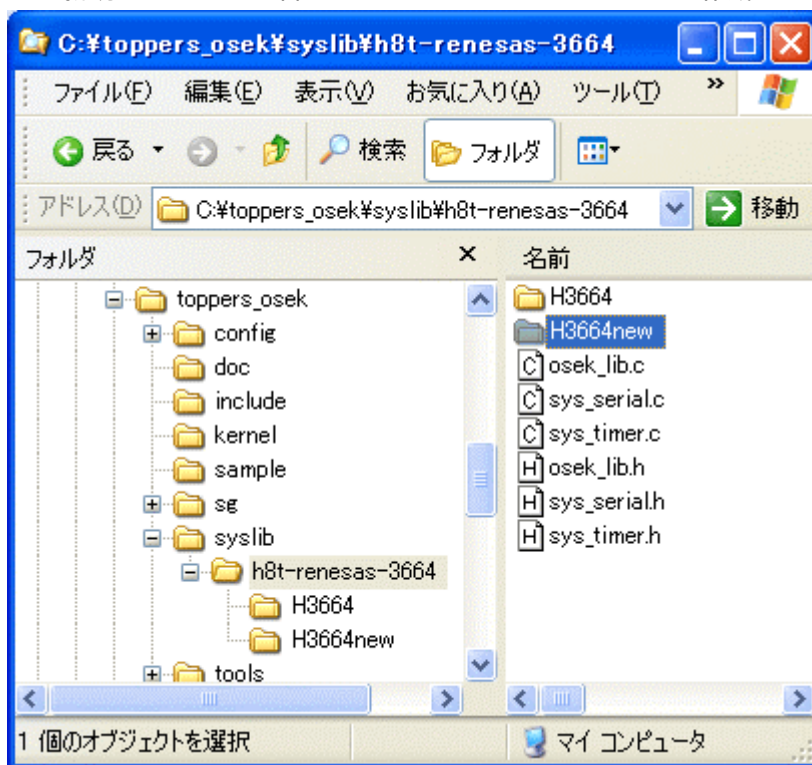 C:¥toppers_osek¥syslib¥h8t-renesas-3664
ファイル(F) 編集(E) 表示(V) お気に入り(A) ツール(T) »
戻る 検索 フォルダ
アドレス(D) C:¥toppers_osek¥syslib¥h8t-renesas-3664 移動
フォルダ × 名前
toppers_osek
config
doc
include
kernel
sample
sg
syslib
h8t-renesas-3664
H3664
H3664new
tools
H3664
H3664new
osek_lib.c
sys_serial.c
sys_timer.c
osek_lib.h
sys_serial.h
sys_timer.h
1 個のオブジェクトを選択 マイ コンピュータ